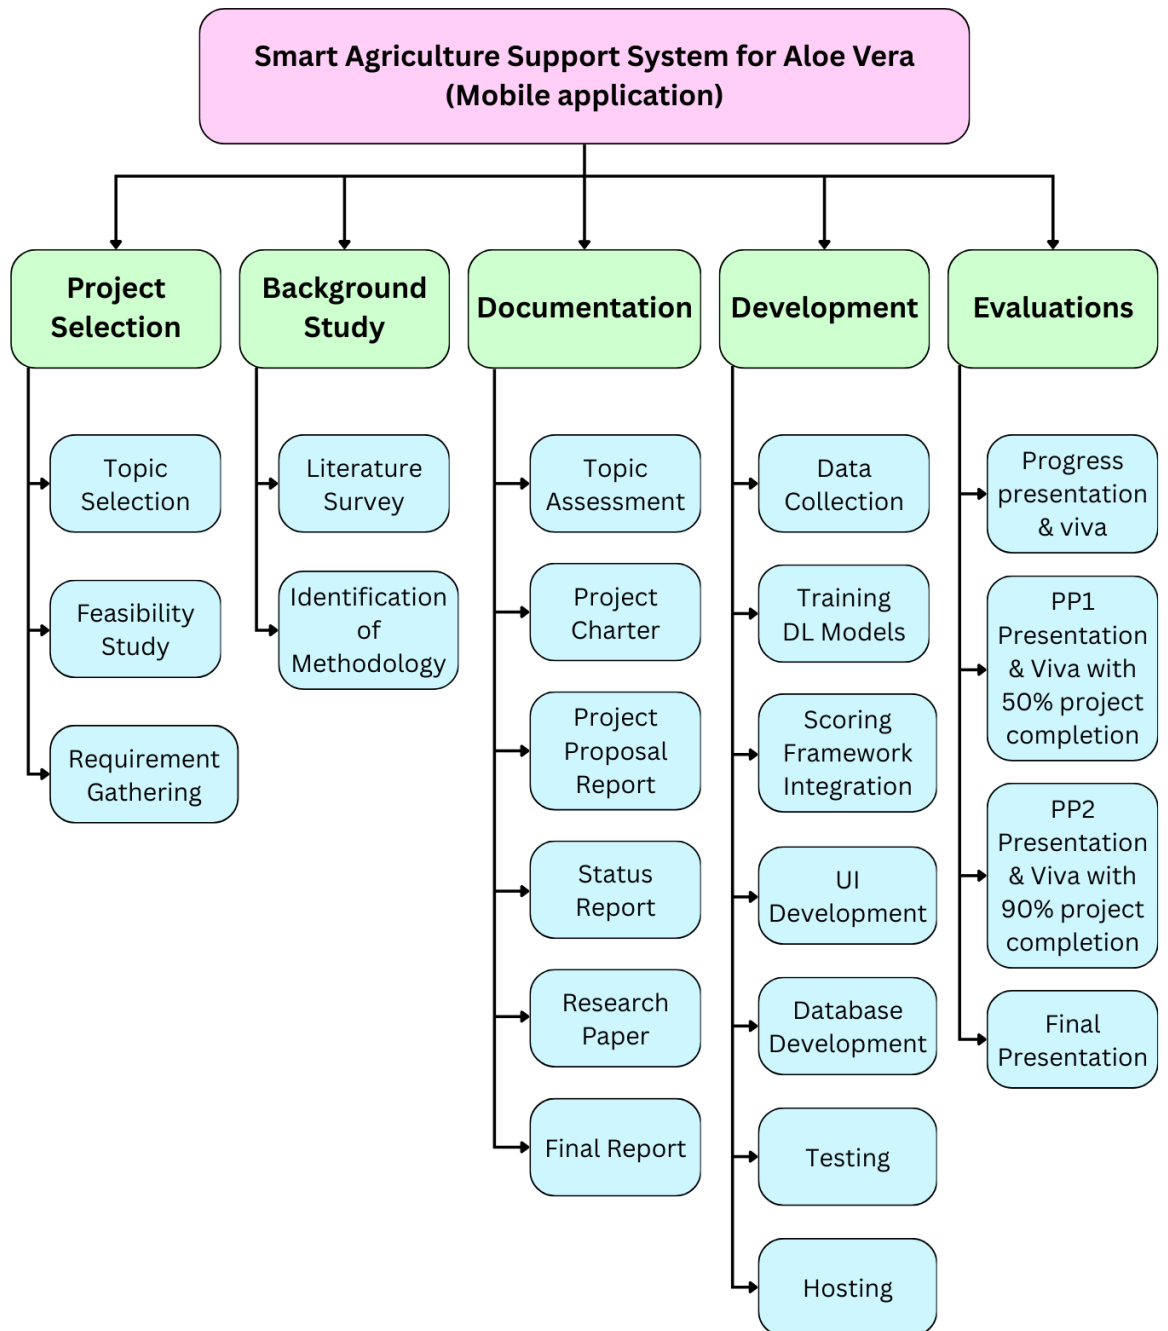 Smart Agriculture Support System for Aloe Vera
(Mobile application)
Project
Selection
Background
Study
Documentation
Development
Evaluations
Topic
Selection
Feasibility
Study
Requirement
Gathering
Literature
Survey
Identification
of
Methodology
Topic
Assessment
Project
Charter
Project
Proposal
Report
Status
Report
Research
Paper
Final Report
Data
Collection
Training
DL Models
Scoring
Framework
Integration
UI
Development
Database
Development
Testing
Hosting
Progress
presentation
& viva
PP1
Presentation
& Viva with
50% project
completion
PP2
Presentation
& Viva with
90% project
completion
Final
Presentation